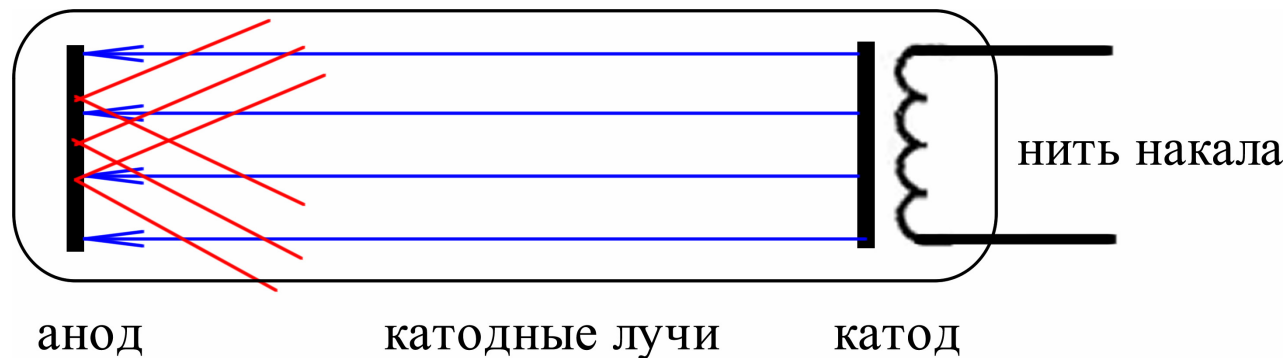 нить накала
анод
катодные лучи
катод